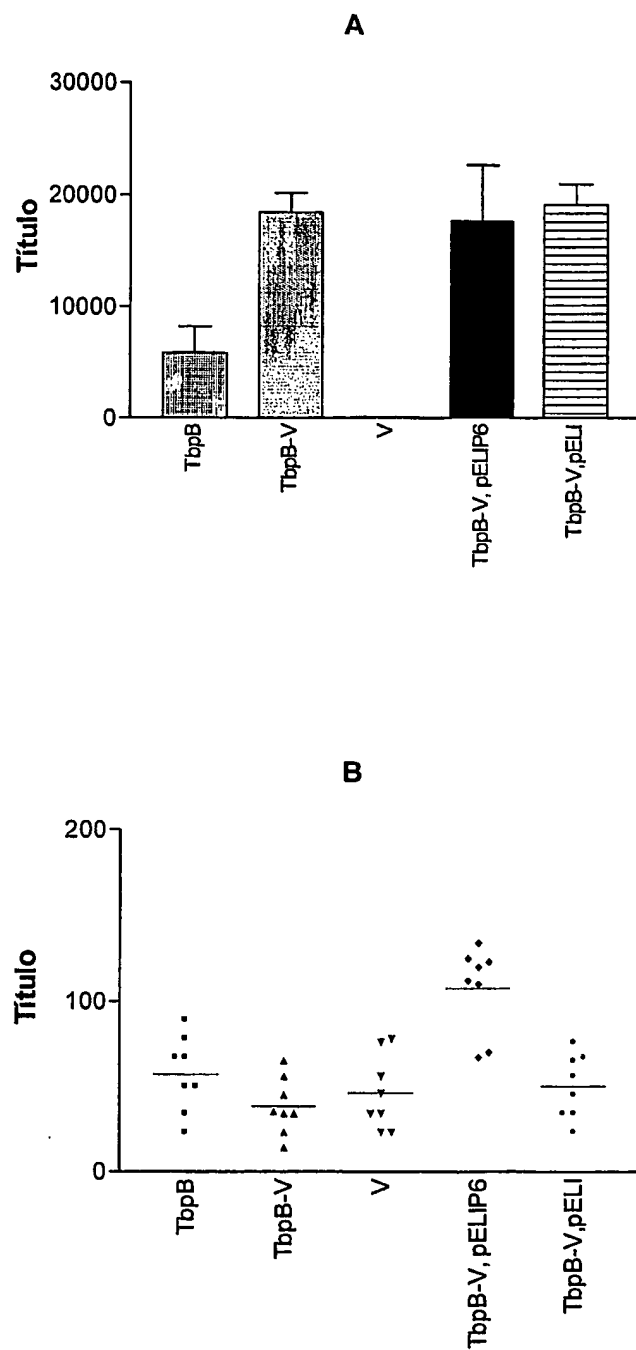 A
Título
30000
20000
10000
0
TbpB
TbpB-V
V
TbpB-V, pELIP6
TbpB-V,pELI
B
Título
200
100
0
TbpB
TbpB-V
V
TbpB-V, pELIP6
TbpB-V,pELI